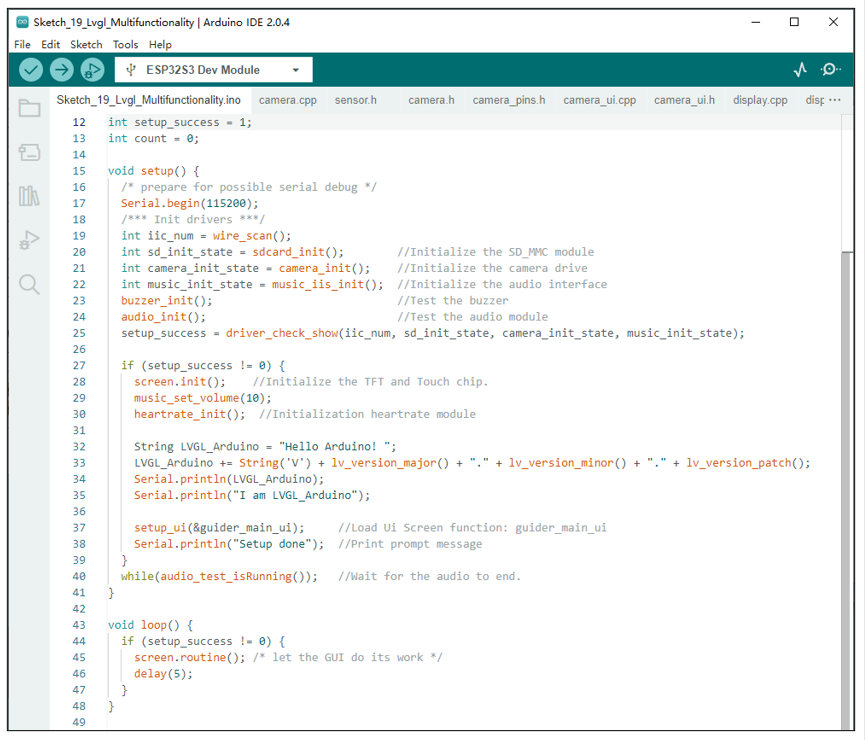 Sketch_19_Lvgl_Multifunctionality | Arduino IDE 2.0.4
File Edit Sketch Tools Help
ESP32S3 Dev Module
Sketch_19_Lvgl_Multifunctionality.ino camera.cpp sensor.h camera.h camera_pins.h camera_ui.cpp camera_ui.h display.cpp disp ...
12 int setup_success = 1;
13 int count = 0;
14
15 void setup() {
16   /* prepare for possible serial debug */
17   Serial.begin(115200);
18   /*** Init drivers ***/
19   int iic_num = wire_scan();
20   int sd_init_state = sdcard_init();        //Initialize the SD_MMC module
21   int camera_init_state = camera_init();    //Initialize the camera drive
22   int music_init_state = music_iis_init();  //Initialize the audio interface
23   buzzer_init();                            //Test the buzzer
24   audio_init();                             //Test the audio module
25   setup_success = driver_check_show(iic_num, sd_init_state, camera_init_state, music_init_state);
26
27   if (setup_success != 0) {
28     screen.init();    //Initialize the TFT and Touch chip.
29     music_set_volume(10);
30     heartrate_init();  //Initialization heartrate module
31
32     String LVGL_Arduino = "Hello Arduino! ";
33     LVGL_Arduino += String('V') + lv_version_major() + "." + lv_version_minor() + "." + lv_version_patch();
34     Serial.println(LVGL_Arduino);
35     Serial.println("I am LVGL_Arduino");
36
37     setup_ui(&guider_main_ui);     //Load Ui Screen function: guider_main_ui
38     Serial.println("Setup done");  //Print prompt message
39   }
40   while(audio_test_isRunning());   //Wait for the audio to end.
41 }
42
43 void loop() {
44   if (setup_success != 0) {
45     screen.routine(); /* let the GUI do its work */
46     delay(5);
47   }
48 }
49